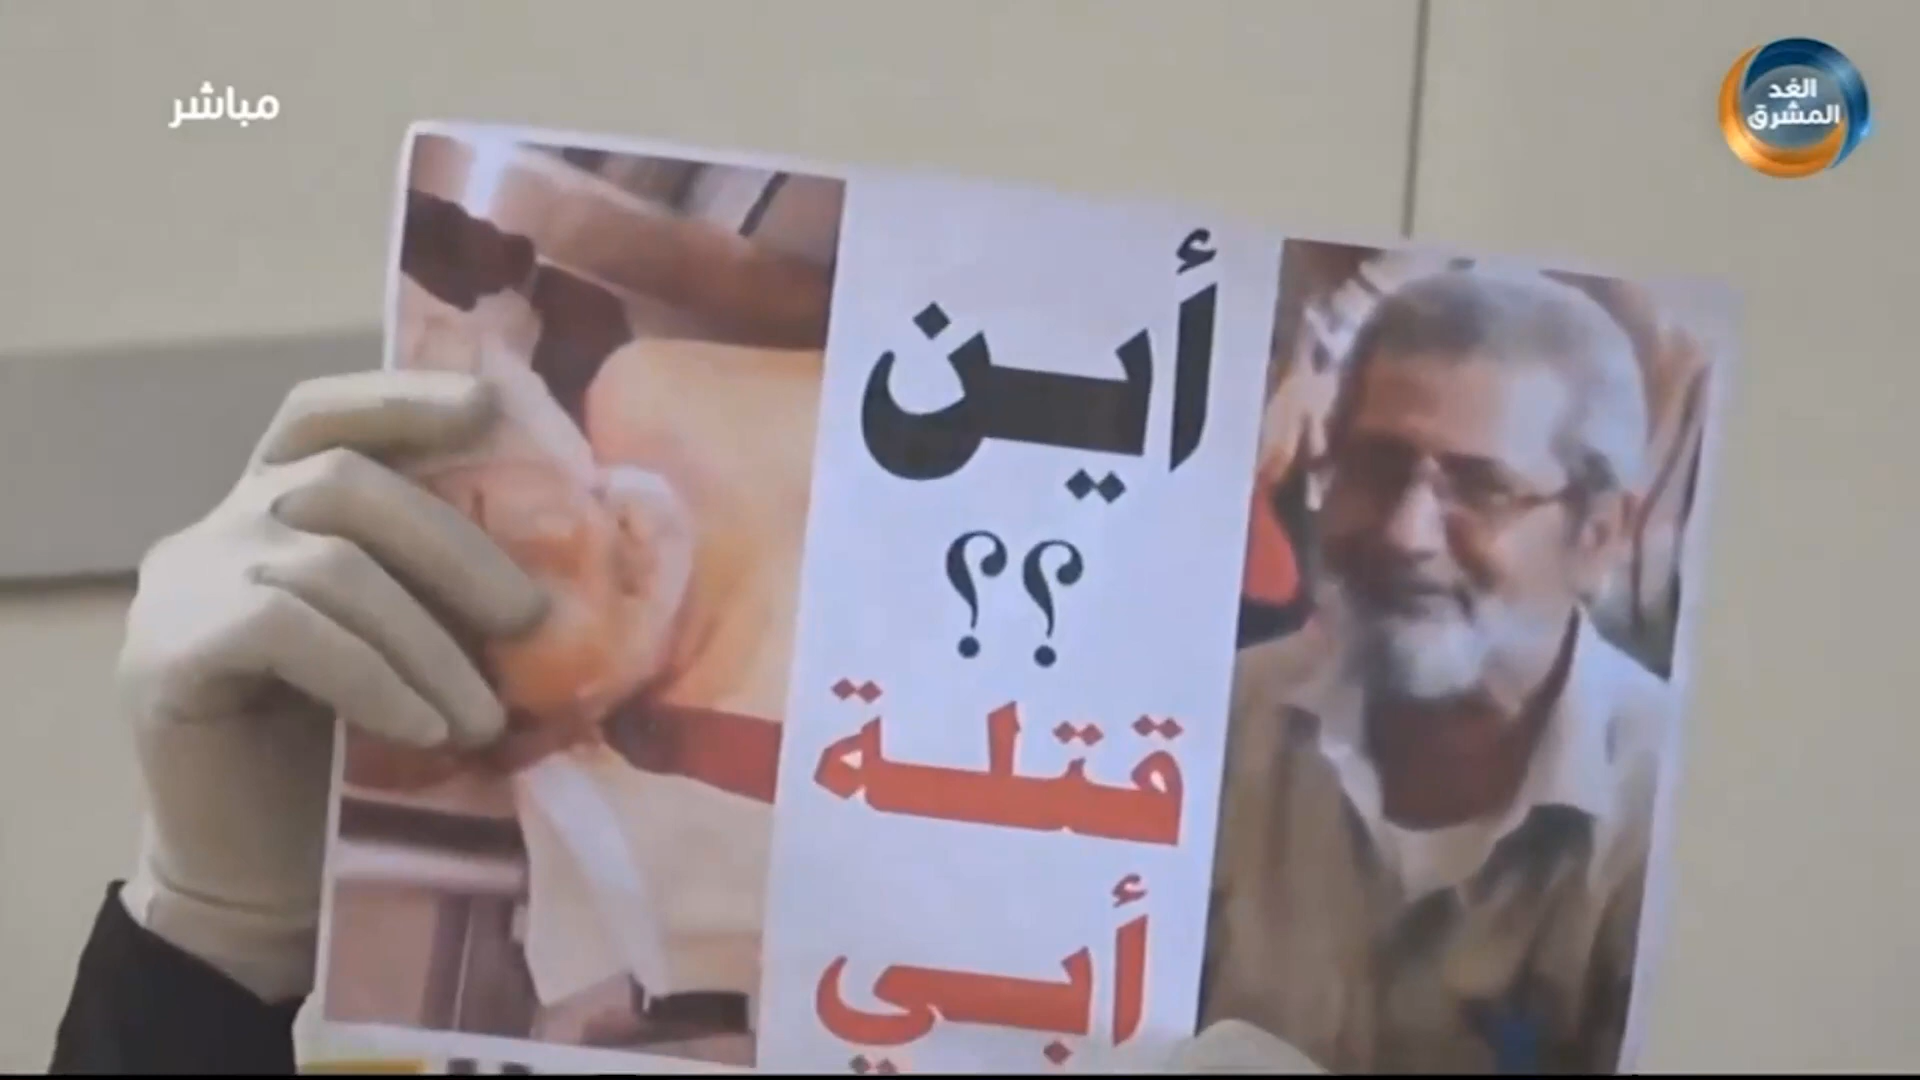 مباشر
الغد
المشرق
أين
؟؟
قتلة
أبي